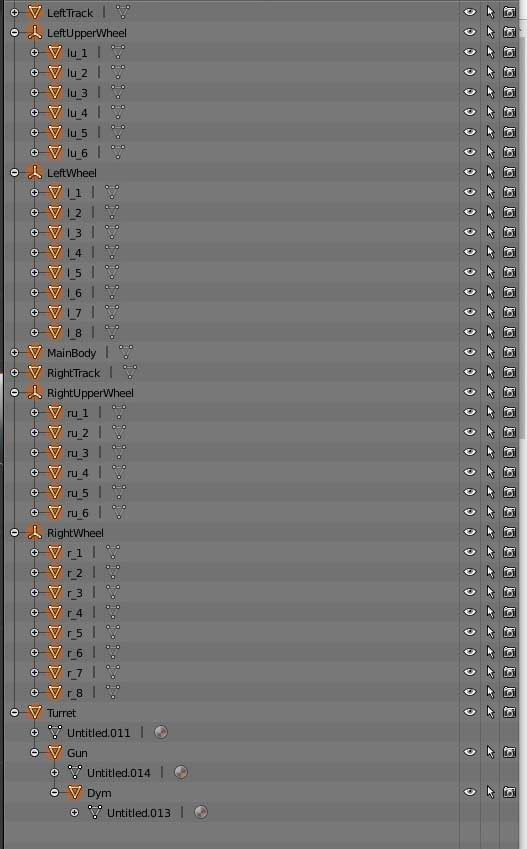 LeftTrack
LeftUpperWheel
lu_1
lu_2
lu_3
lu_4
lu_5
lu_6
LeftWheel
l_1
l_2
l_3
l_4
l_5
l_6
l_7
l_8
MainBody
RightTrack
RightUpperWheel
ru_1
ru_2
ru_3
ru_4
ru_5
ru_6
RightWheel
r_1
r_2
r_3
r_4
r_5
r_6
r_7
r_8
Turret
Untitled.011
Gun
Untitled.014
Dym
Untitled.013